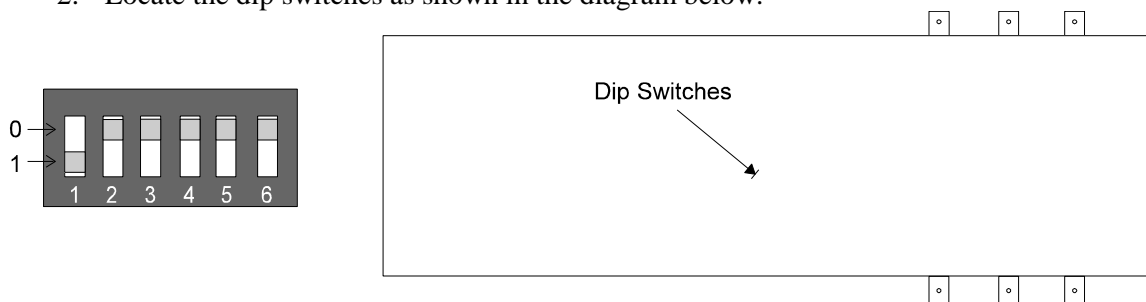 2. Locate the dip switches as shown in the diagram below.
Dip Switches
0
1
1 2 3 4 5 6